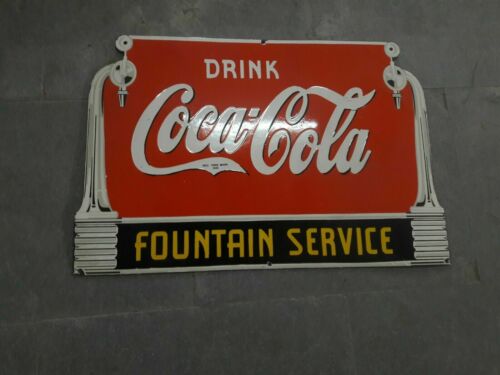 DRINK
Coca-Cola
FOUNTAIN SERVICE